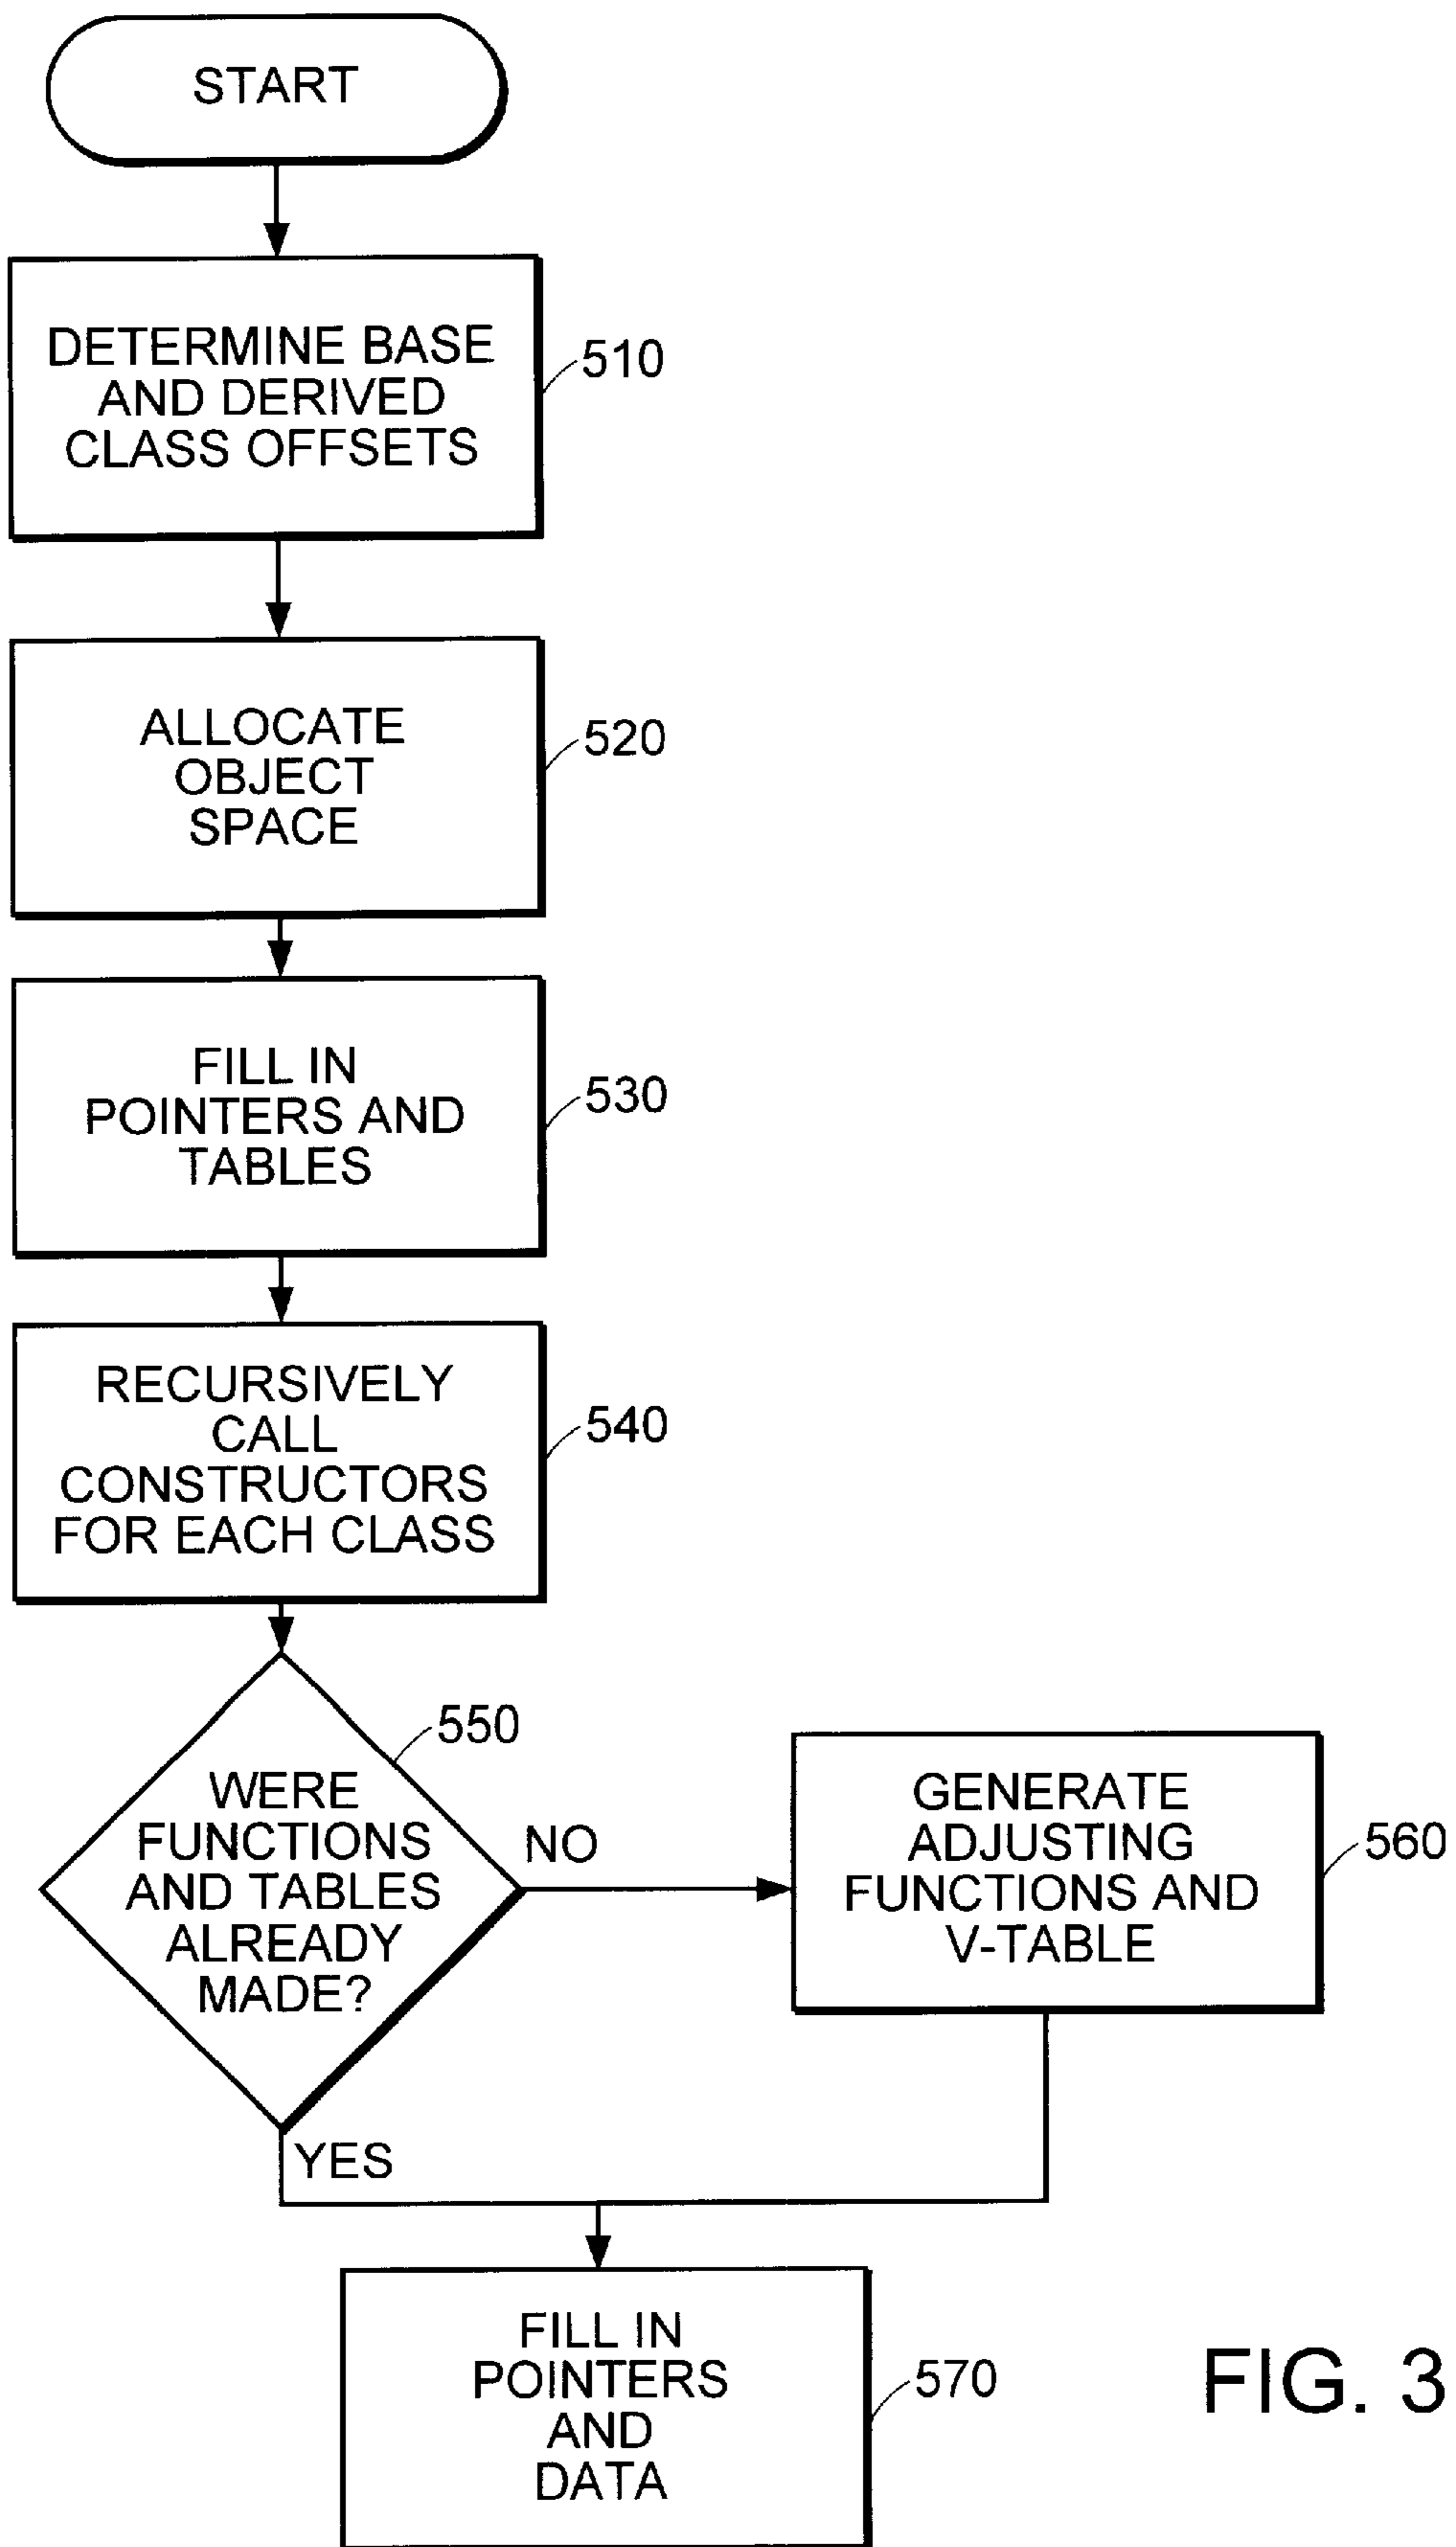 START
DETERMINE BASE
AND DERIVED
CLASS OFFSETS
510
ALLOCATE
OBJECT
SPACE
520
FILL IN
POINTERS AND
TABLES
530
RECURSIVELY
CALL
CONSTRUCTORS
FOR EACH CLASS
540
550
WERE
FUNCTIONS
AND TABLES
ALREADY
MADE?
NO
GENERATE
ADJUSTING
FUNCTIONS AND
V-TABLE
560
YES
FILL IN
POINTERS
AND
DATA
570
FIG. 3